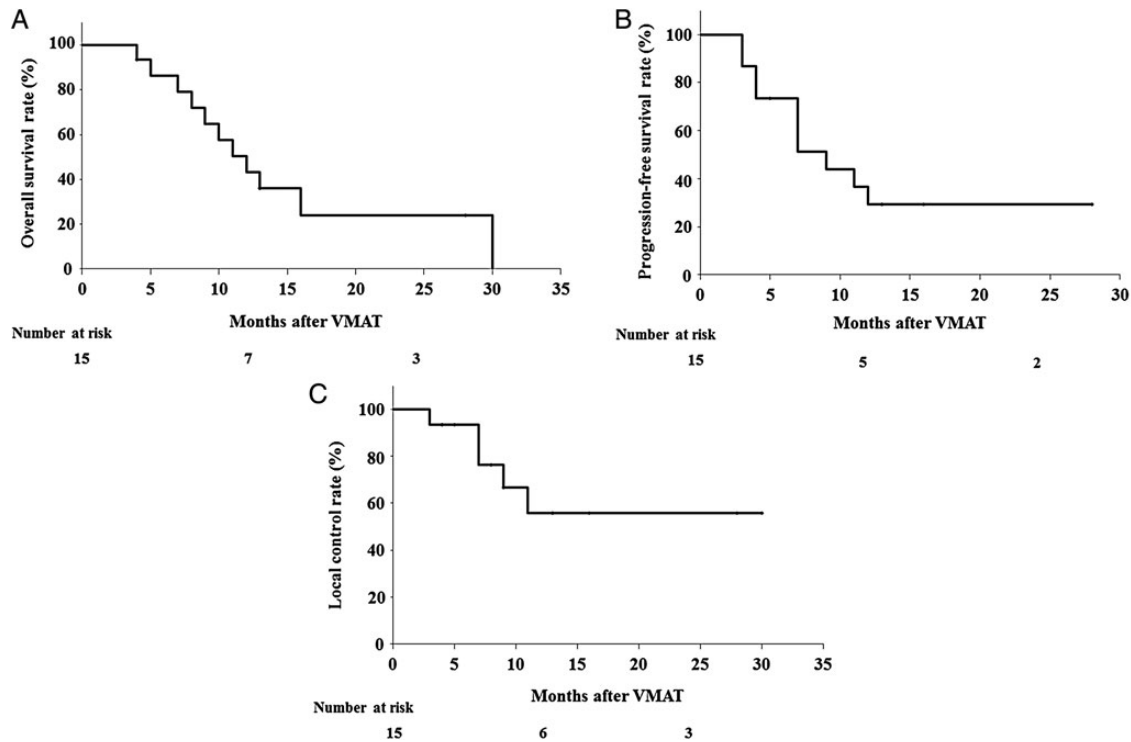 A
Overall survival rate (%)
100
80
60
40
20
0
0 5 10 15 20 25 30 35
Months after VMAT
Number at risk
15 7 3
B
Progression-free survival rate (%)
100
80
60
40
20
0
0 5 10 15 20 25 30
Months after VMAT
Number at risk
15 5 2
C
Local control rate (%)
100
80
60
40
20
0
0 5 10 15 20 25 30 35
Months after VMAT
Number at risk
15 6 3